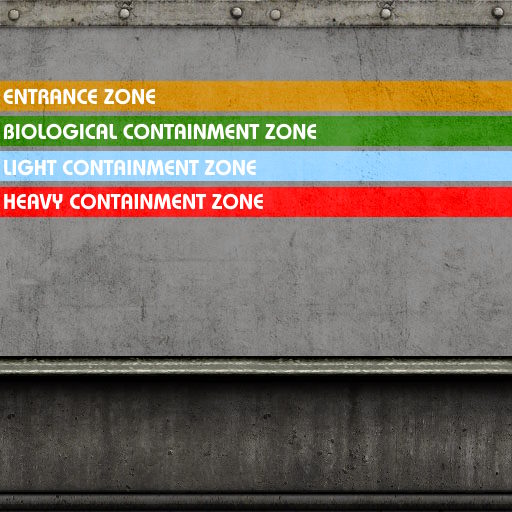 ENTRANCE ZONE
BIOLOGICAL CONTAINMENT ZONE
LIGHT CONTAINMENT ZONE
HEAVY CONTAINMENT ZONE